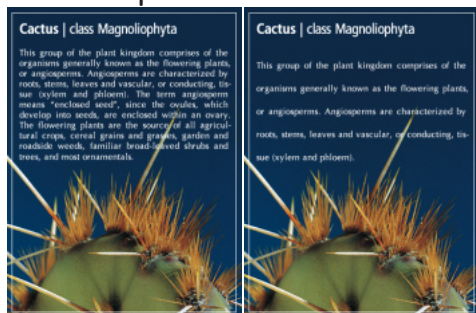 Cactus | class Magnoliophyta
This group of the plant kingdom comprises of the
organisms generally known as the flowering plants,
or angiosperms. Angiosperms are characterized by
roots, stems, leaves and vascular, or conducting, tis-
sue (xylem and phloem). The term angiosperm
means "enclosed seed", since the ovules, which
develop into seeds, are enclosed within an ovary.
The flowering plants are the source of all agricul-
tural crops, cereal grains and grasses, garden and
roadside weeds, familiar broad-leaved shrubs and
trees, and most ornamentals.
Cactus | class Magnoliophyta
This group of the plant kingdom comprises of the
organisms generally known as the flowering plants,
or angiosperms. Angiosperms are characterized by
roots, stems, leaves and vascular, or conducting, tis-
sue (xylem and phloem).